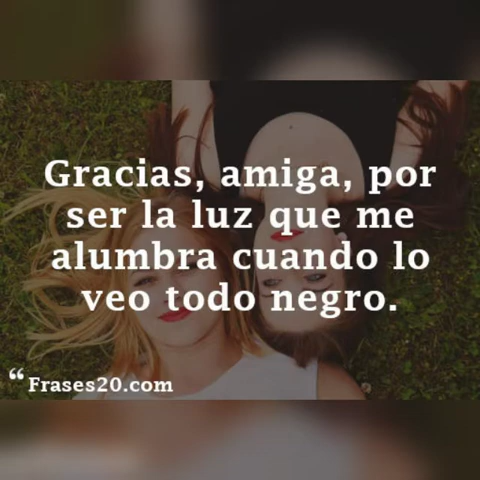 Gracias, amiga, por
ser la luz que me
alumbra cuando lo
veo todo negro.
“ Frases20.com